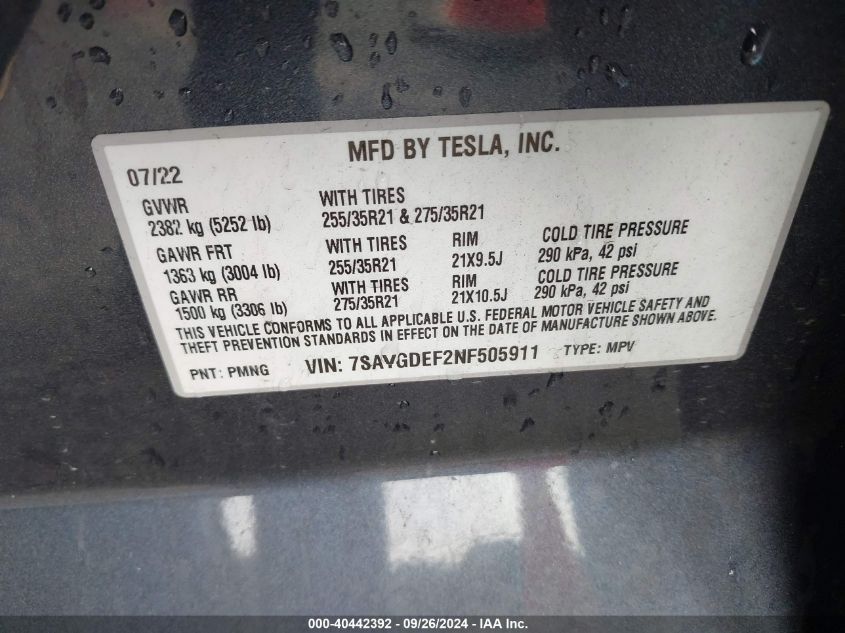 MFD BY TESLA, INC.
07/22
GVWR
2382 kg (5252 lb)
WITH TIRES
255/35R21 & 275/35R21
GAWR FRT
1363 kg (3004 lb)
WITH TIRES
255/35R21
RIM
21X9.5J
COLD TIRE PRESSURE
290 kPa, 42 psi
GAWR RR
1500 kg (3306 lb)
WITH TIRES
275/35R21
RIM
21X10.5J
COLD TIRE PRESSURE
290 kPa, 42 psi
THIS VEHICLE CONFORMS TO ALL APPLICABLE U.S. FEDERAL MOTOR VEHICLE SAFETY AND
THEFT PREVENTION STANDARDS IN EFFECT ON THE DATE OF MANUFACTURE SHOWN ABOVE.
PNT: PMNG VIN: 7SAYGDEF2NF505911 TYPE: MPV
000-40442392 - 09/26/2024 - IAA Inc.